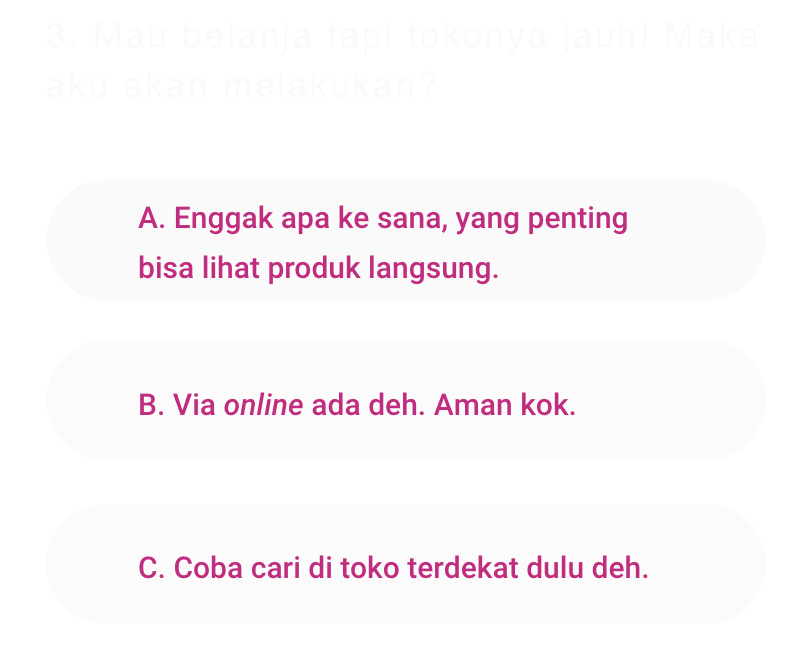 3. Mau belanja tapi tokonya jauh! Maka
aku akan melakukan?
A. Enggak apa ke sana, yang penting
bisa lihat produk langsung.
B. Via online ada deh. Aman kok.
C. Coba cari di toko terdekat dulu deh.